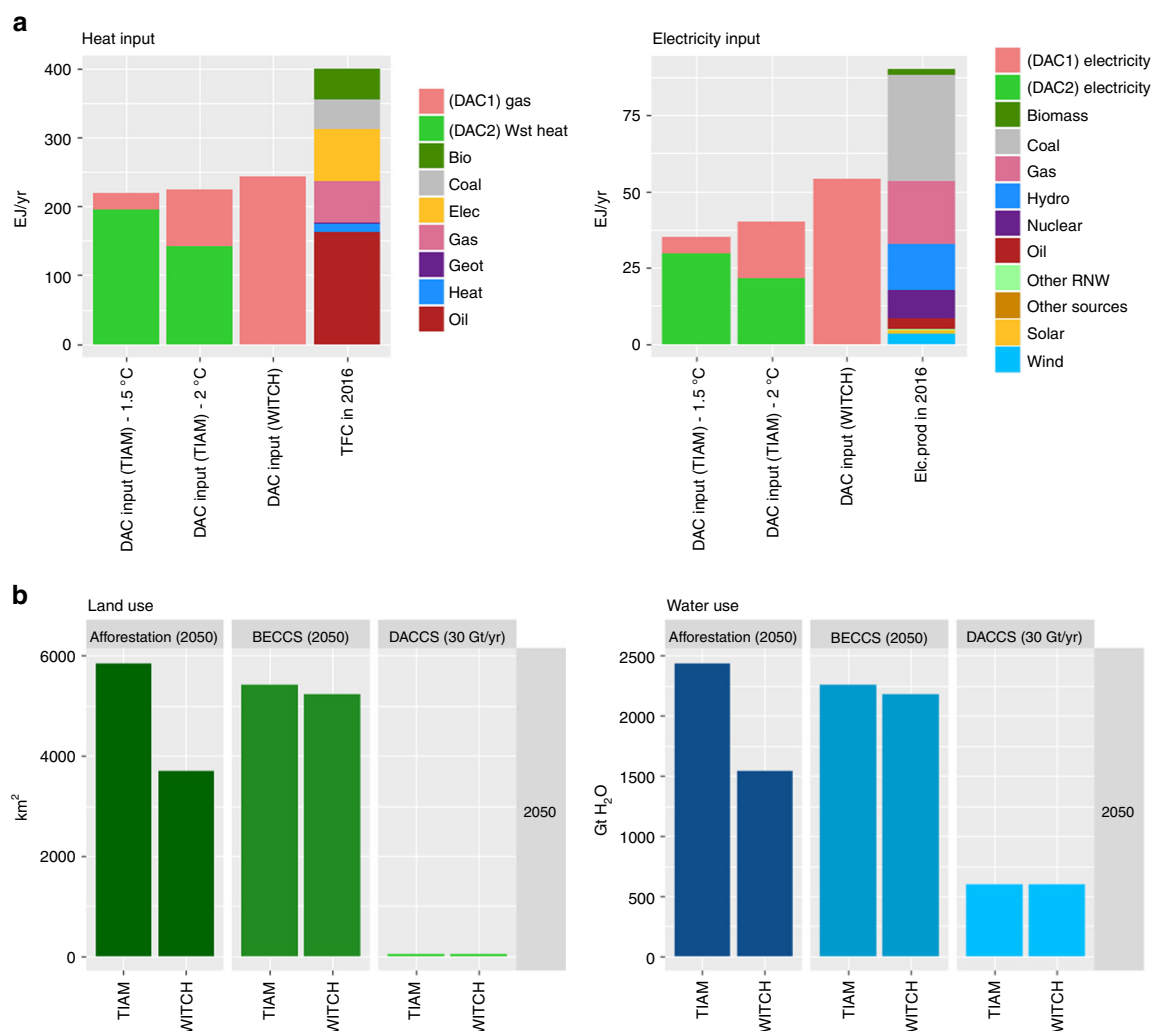 a
Heat input
400
300
200
100
0
EJ/yr
DAC input (TIAM) - 1.5 °C
DAC input (TIAM) - 2 °C
DAC input (WITCH)
TFC in 2016
(DAC1) gas
(DAC2) Wst heat
Bio
Coal
Elec
Gas
Geot
Heat
Oil
Electricity input
75
50
25
0
EJ/yr
DAC input (TIAM) - 1.5 °C
DAC input (TIAM) - 2 °C
DAC input (WITCH)
Elc.prod in 2016
(DAC1) electricity
(DAC2) electricity
Biomass
Coal
Gas
Hydro
Nuclear
Oil
Other RNW
Other sources
Solar
Wind
b
Land use
Afforestation (2050)
BECCS (2050)
DACCS (30 Gt/yr)
6000
4000
2000
0
km²
2050
TIAM
WITCH
TIAM
WITCH
TIAM
WITCH
Water use
Afforestation (2050)
BECCS (2050)
DACCS (30 Gt/yr)
2500
2000
1500
1000
500
0
Gt H₂O
2050
TIAM
WITCH
TIAM
WITCH
TIAM
WITCH